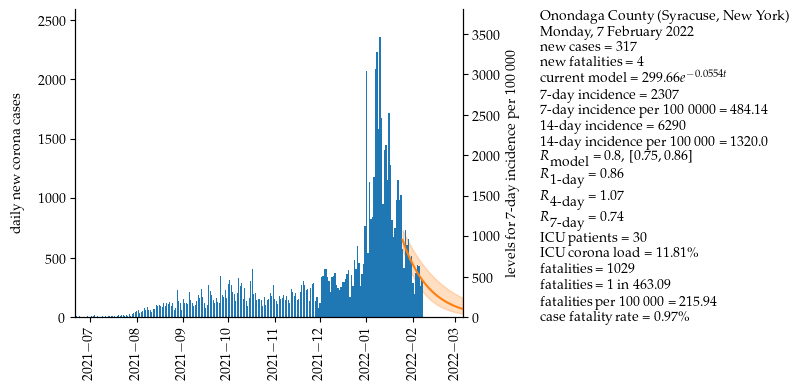 daily new corona cases
2500
2000
1500
1000
500
0
2021−07
2021−08
2021−09
2021−10
2021−11
2021−12
2022−01
2022−02
2022−03
3500
3000
2500
2000
1500
1000
500
0
levels for 7-day incidence per 100 000
Onondaga County (Syracuse, New York)
Monday, 7 February 2022
new cases = 317
new fatalities = 4
current model = 299.66e^{−0.0554t}
7-day incidence = 2307
7-day incidence per 100 0000 = 484.14
14-day incidence = 6290
14-day incidence per 100 000 = 1320.0
R_model = 0.8, [0.75, 0.86]
R_1-day = 0.86
R_4-day = 1.07
R_7-day = 0.74
ICU patients = 30
ICU corona load = 11.81%
fatalities = 1029
fatalities = 1 in 463.09
fatalities per 100 000 = 215.94
case fatality rate = 0.97%